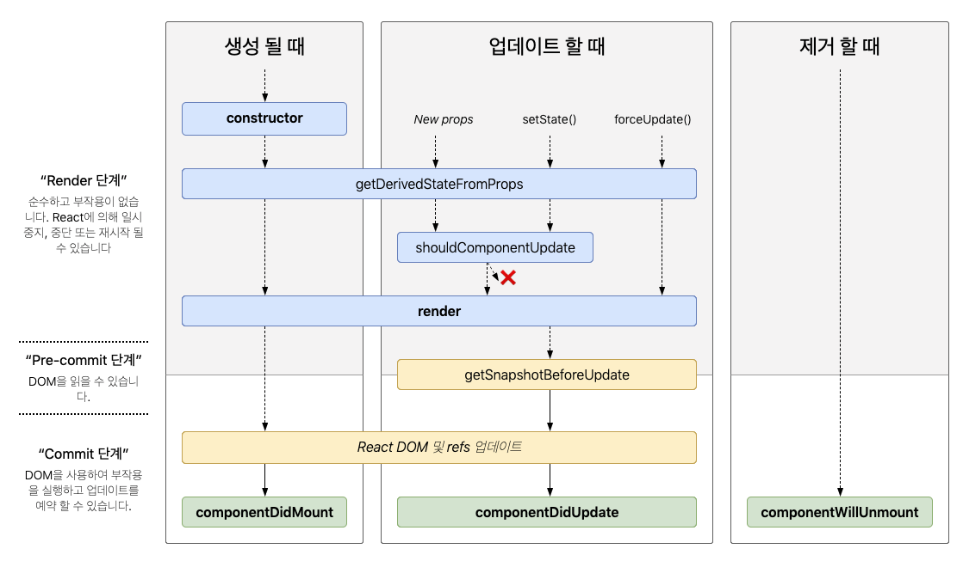 생성 될 때
업데이트 할 때
제거 할 때
constructor
New props
setState()
forceUpdate()
"Render 단계"
순수하고 부작용이 없습
니다. React에 의해 일시
중지, 중단 또는 재시작 될
수 있습니다
getDerivedStateFromProps
shouldComponentUpdate
render
"Pre-commit 단계"
DOM을 읽을 수 있습니
다.
getSnapshotBeforeUpdate
"Commit 단계"
DOM을 사용하여 부작용
을 실행하고 업데이트를
예약 할 수 있습니다.
React DOM 및 refs 업데이트
componentDidMount
componentDidUpdate
componentWillUnmount